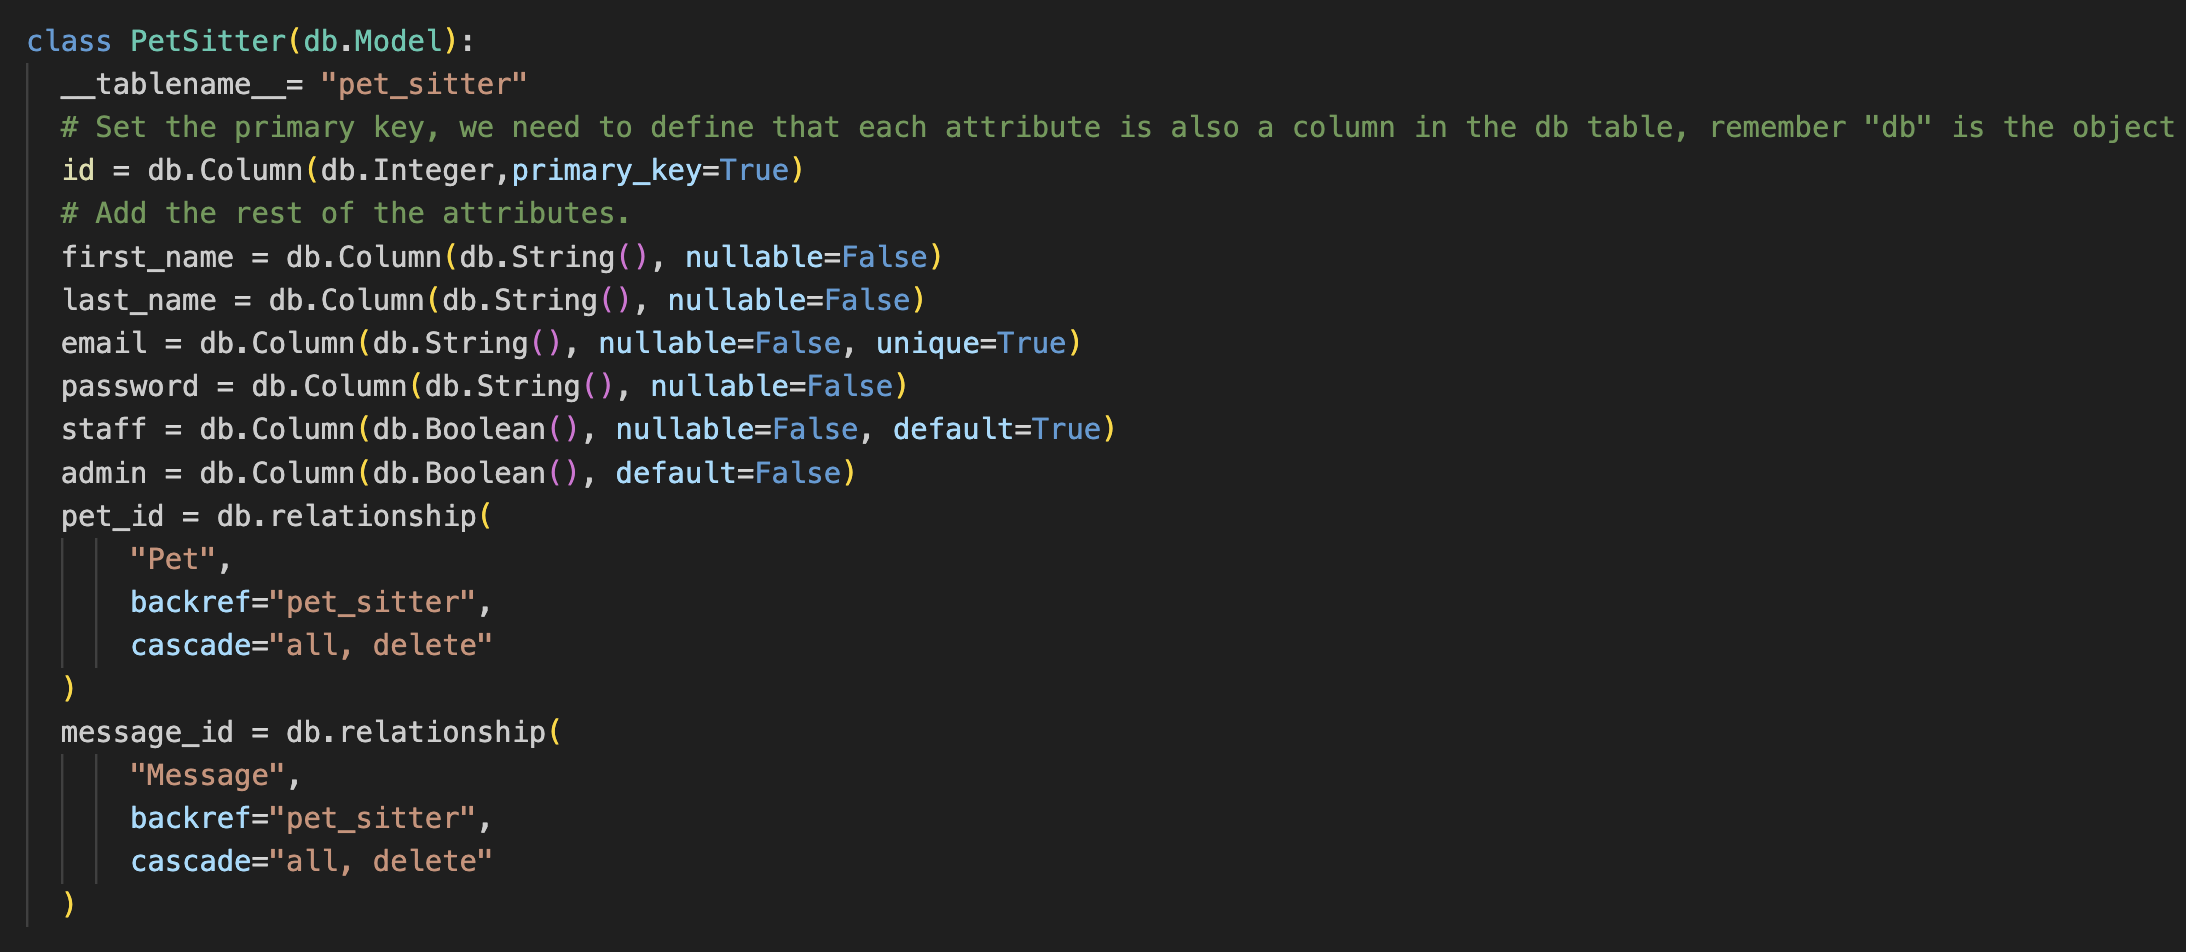 class PetSitter(db.Model):
__tablename__= "pet_sitter"
# Set the primary key, we need to define that each attribute is also a column in the db table, remember "db" is the object
id = db.Column(db.Integer,primary_key=True)
# Add the rest of the attributes.
first_name = db.Column(db.String(), nullable=False)
last_name = db.Column(db.String(), nullable=False)
email = db.Column(db.String(), nullable=False, unique=True)
password = db.Column(db.String(), nullable=False)
staff = db.Column(db.Boolean(), nullable=False, default=True)
admin = db.Column(db.Boolean(), default=False)
pet_id = db.relationship(
"Pet",
backref="pet_sitter",
cascade="all, delete"
)
message_id = db.relationship(
"Message",
backref="pet_sitter",
cascade="all, delete"
)